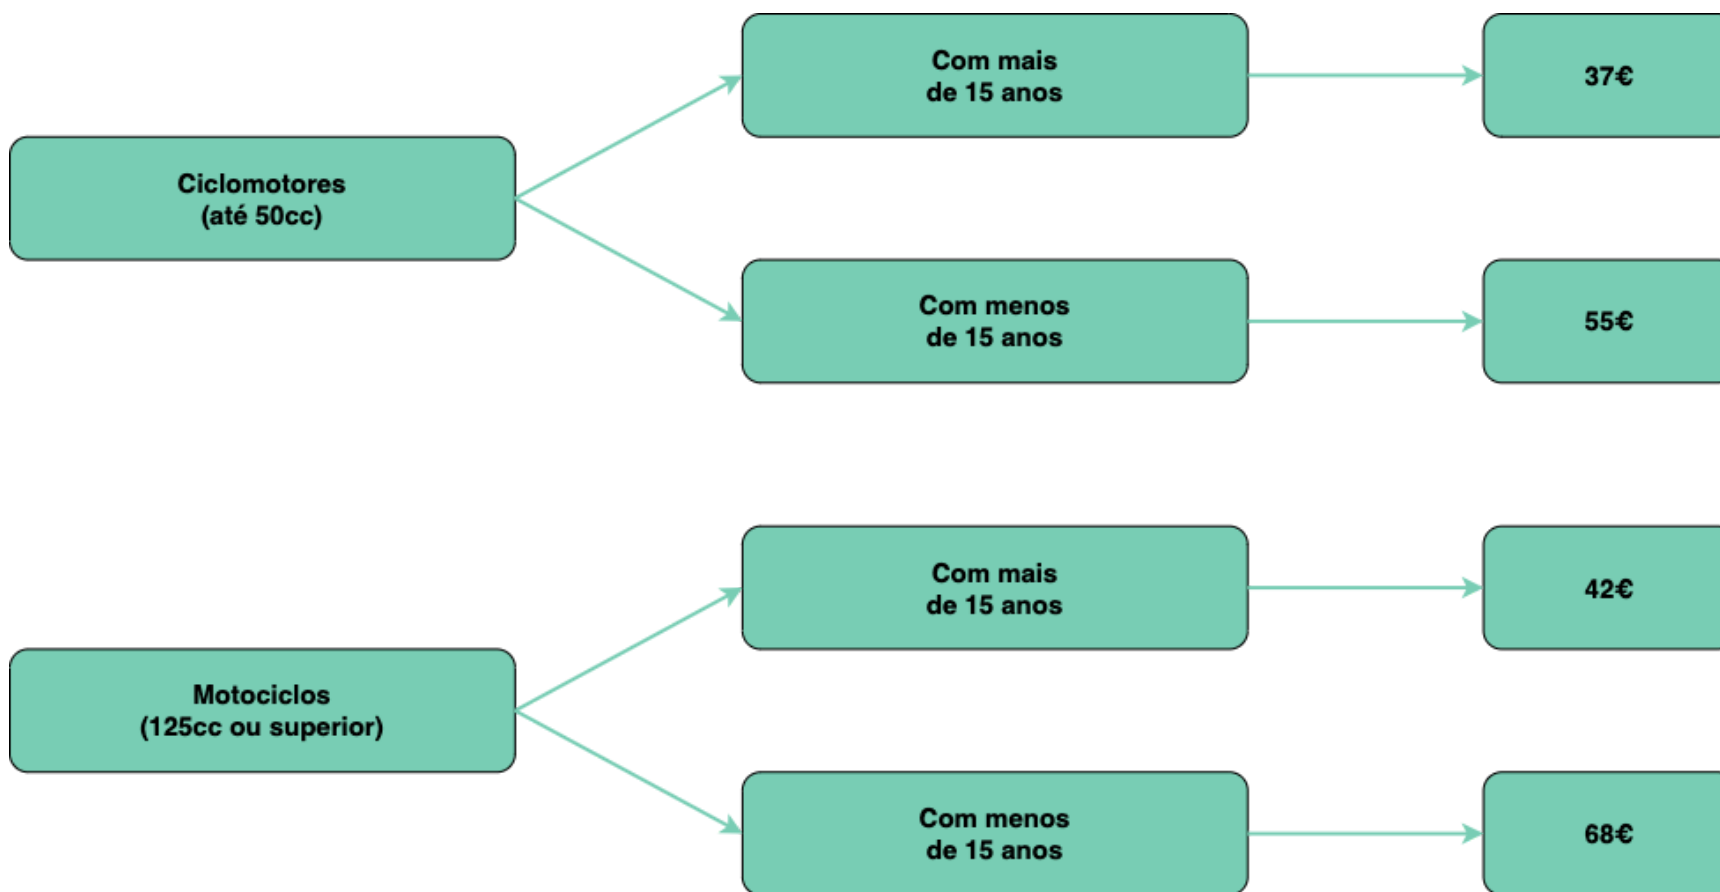 Com mais
de 15 anos
37€
Ciclomotores
(até 50cc)
Com menos
de 15 anos
55€
Com mais
de 15 anos
42€
Motociclos
(125cc ou superior)
Com menos
de 15 anos
68€